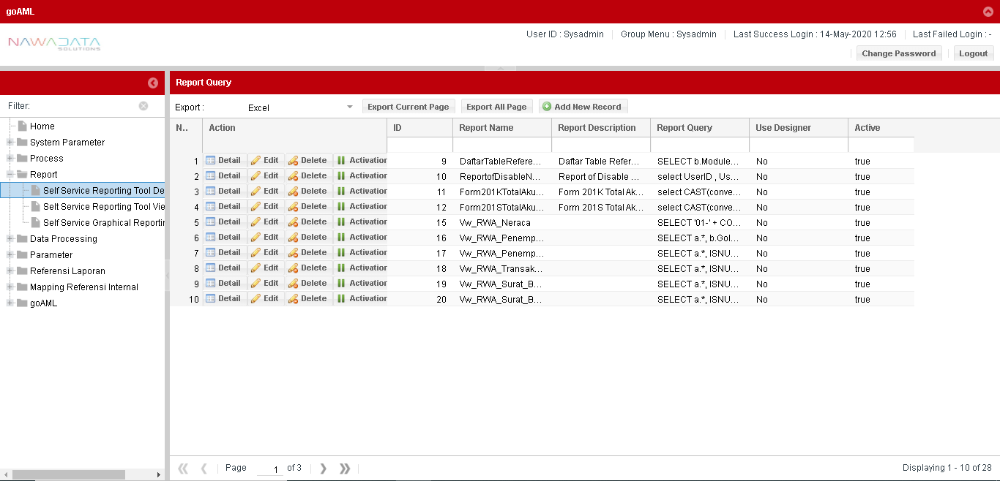 goAML
NAWADATA
SOLUTIONS
User ID : Sysadmin Group Menu : Sysadmin Last Success Login : 14-May-2020 12:56 Last Failed Login : -
Change Password Logout
Filter:
Home
System Parameter
Process
Report
Self Service Reporting Tool De
Self Service Reporting Tool Vie
Self Service Graphical Reportin
Data Processing
Parameter
Referensi Laporan
Mapping Referensi Internal
goAML
Report Query
Export : Excel Export Current Page Export All Page Add New Record
N.. Action ID Report Name Report Description Report Query Use Designer Active
1 Detail Edit Delete Activation 9 DaftarTableRefere... Daftar Table Refer... SELECT b.Module... No true
2 Detail Edit Delete Activation 10 ReportofDisableN... Report of Disable ... select UserID , Us... No true
3 Detail Edit Delete Activation 11 Form201KTotalAku... Form 201K Total Ak... select CAST(conve... No true
4 Detail Edit Delete Activation 12 Form201STotalAku... Form 201S Total Ak... select CAST(conve... No true
5 Detail Edit Delete Activation 15 Vw_RWA_Neraca SELECT '01-' + CO... No true
6 Detail Edit Delete Activation 16 Vw_RWA_Penemp... SELECT a.*, b.Gol... No true
7 Detail Edit Delete Activation 17 Vw_RWA_Penemp... SELECT a.*, ISNU... No true
8 Detail Edit Delete Activation 18 Vw_RWA_Transak... SELECT a.*, ISNU... No true
9 Detail Edit Delete Activation 19 Vw_RWA_Surat_B... SELECT a.*, ISNU... No true
10 Detail Edit Delete Activation 20 Vw_RWA_Surat_B... SELECT a.*, ISNU... No true
Page 1 of 3 Displaying 1 - 10 of 28